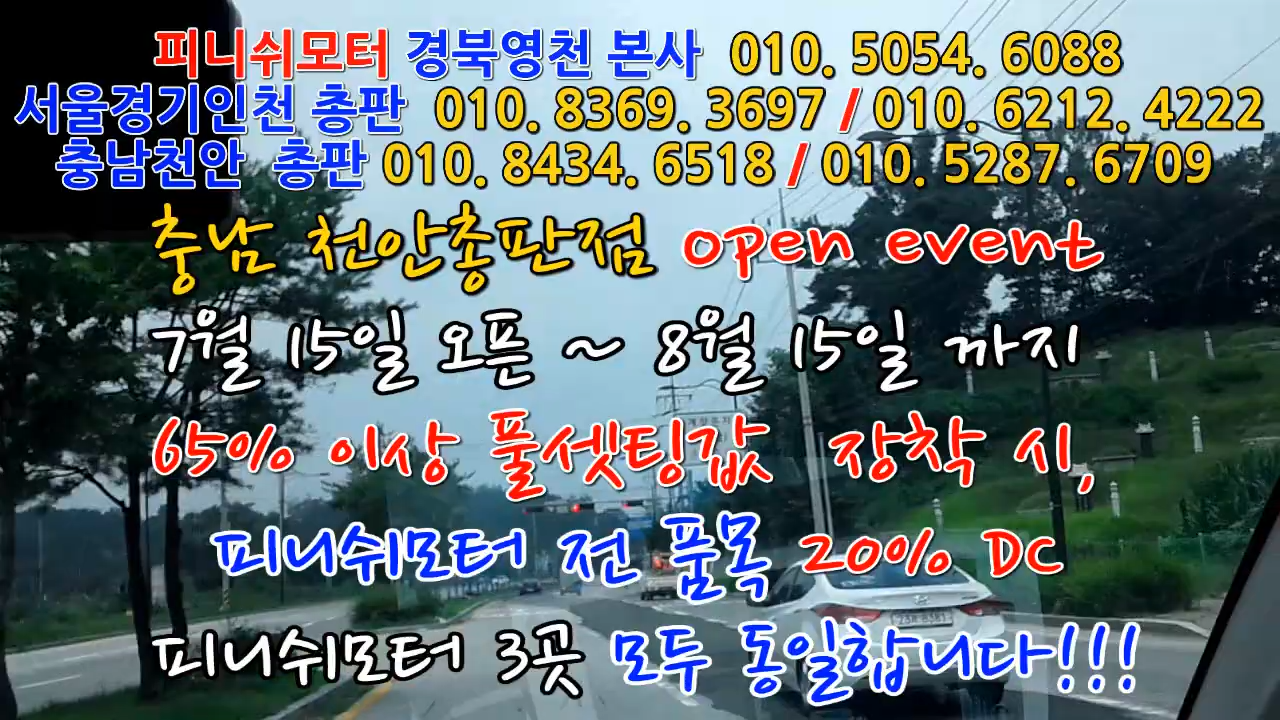 피니쉬모터 경북영천 본사 010. 5054. 6088
서울경기인천 총판 010. 8369. 3697 / 010. 6212. 4222
충남천안 총판 010. 8434. 6518 / 010. 5287. 6709
충남 천안총판점 open event
7월 15일 오픈 ~ 8월 15일 까지
65% 이상 풀셋팅값 장착 시,
피니쉬모터 전 품목 20% DC
피니쉬모터 3곳 모두 동일합니다!!!